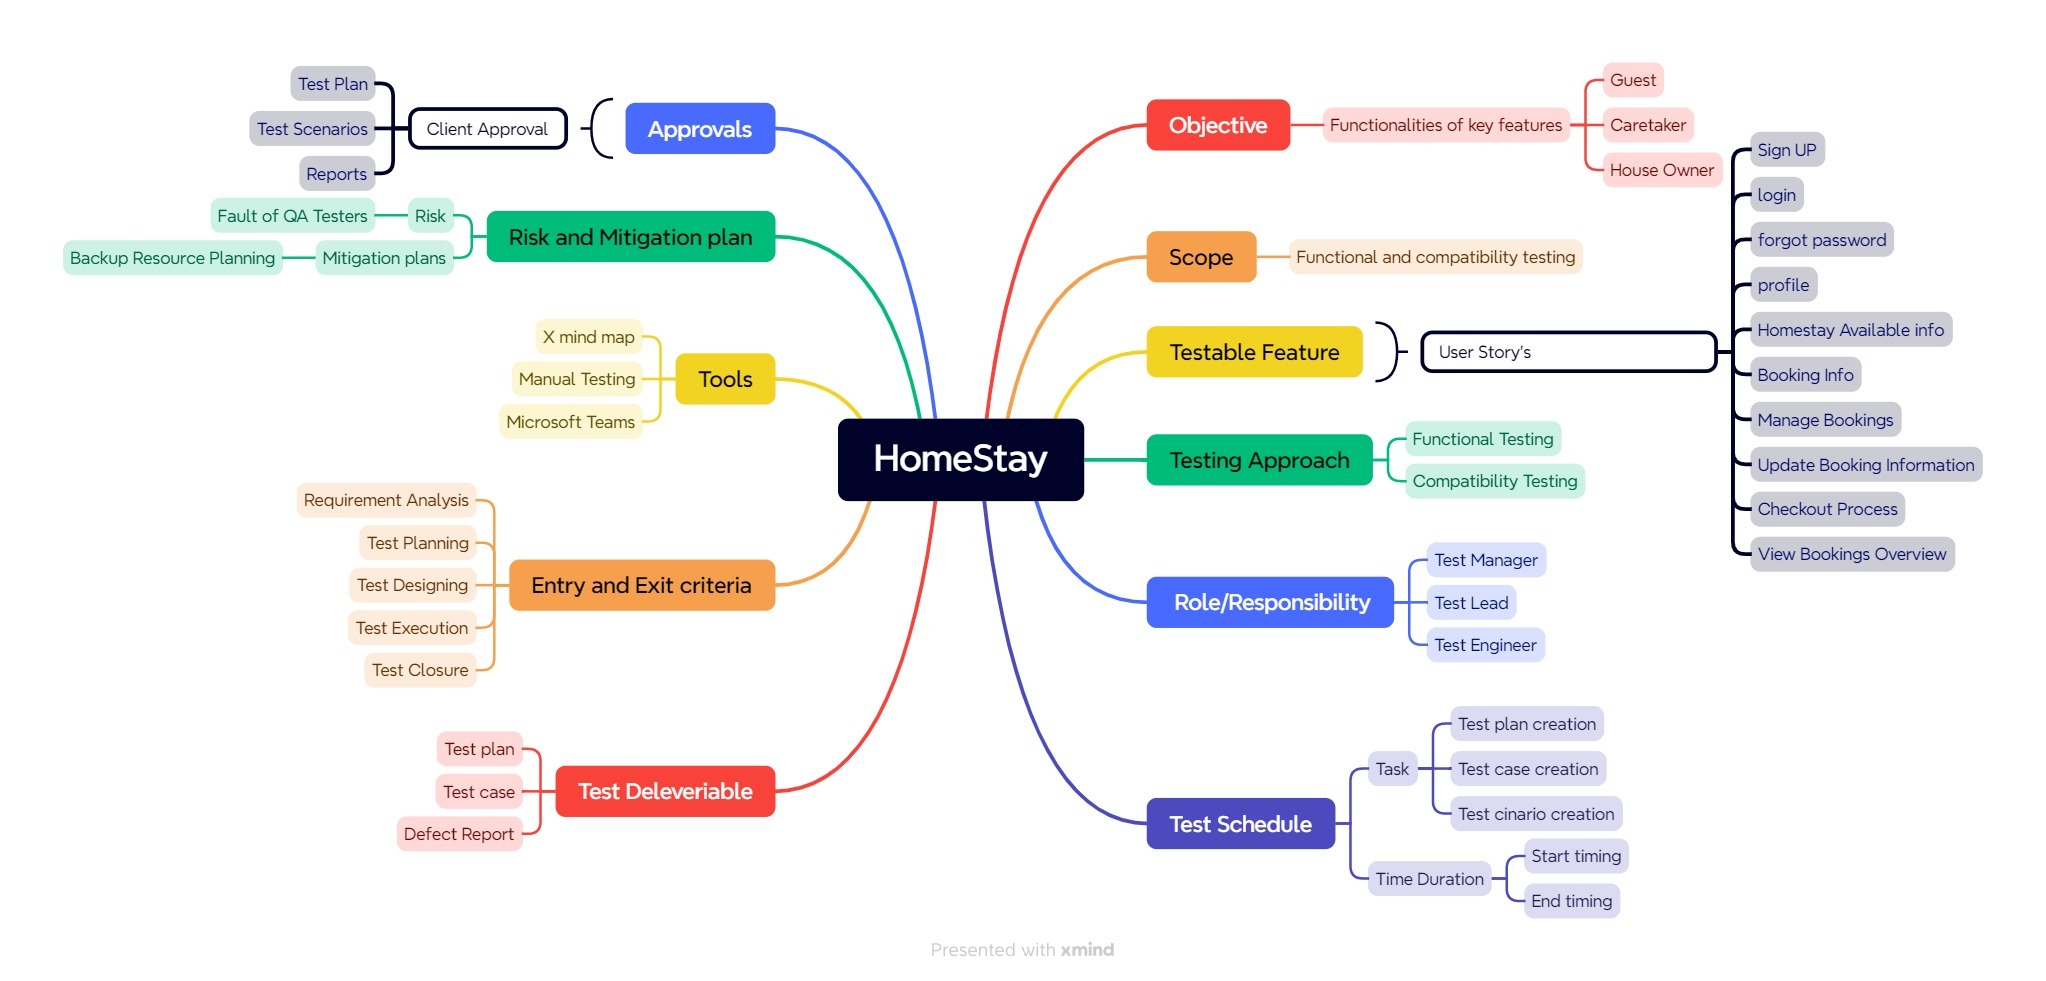 HomeStay
Objective
Functionalities of key features
Guest
Caretaker
House Owner
Scope
Functional and compatibility testing
Testable Feature
User Story's
Sign UP
login
forgot password
profile
Homestay Available info
Booking Info
Manage Bookings
Update Booking Information
Checkout Process
View Bookings Overview
Testing Approach
Functional Testing
Compatibility Testing
Role/Responsibility
Test Manager
Test Lead
Test Engineer
Test Schedule
Task
Test plan creation
Test case creation
Test cinario creation
Time Duration
Start timing
End timing
Approvals
Client Approval
Test Plan
Test Scenarios
Reports
Risk and Mitigation plan
Risk
Fault of QA Testers
Mitigation plans
Backup Resource Planning
Tools
X mind map
Manual Testing
Microsoft Teams
Entry and Exit criteria
Requirement Analysis
Test Planning
Test Designing
Test Execution
Test Closure
Test Deleveriable
Test plan
Test case
Defect Report
Presented with xmind